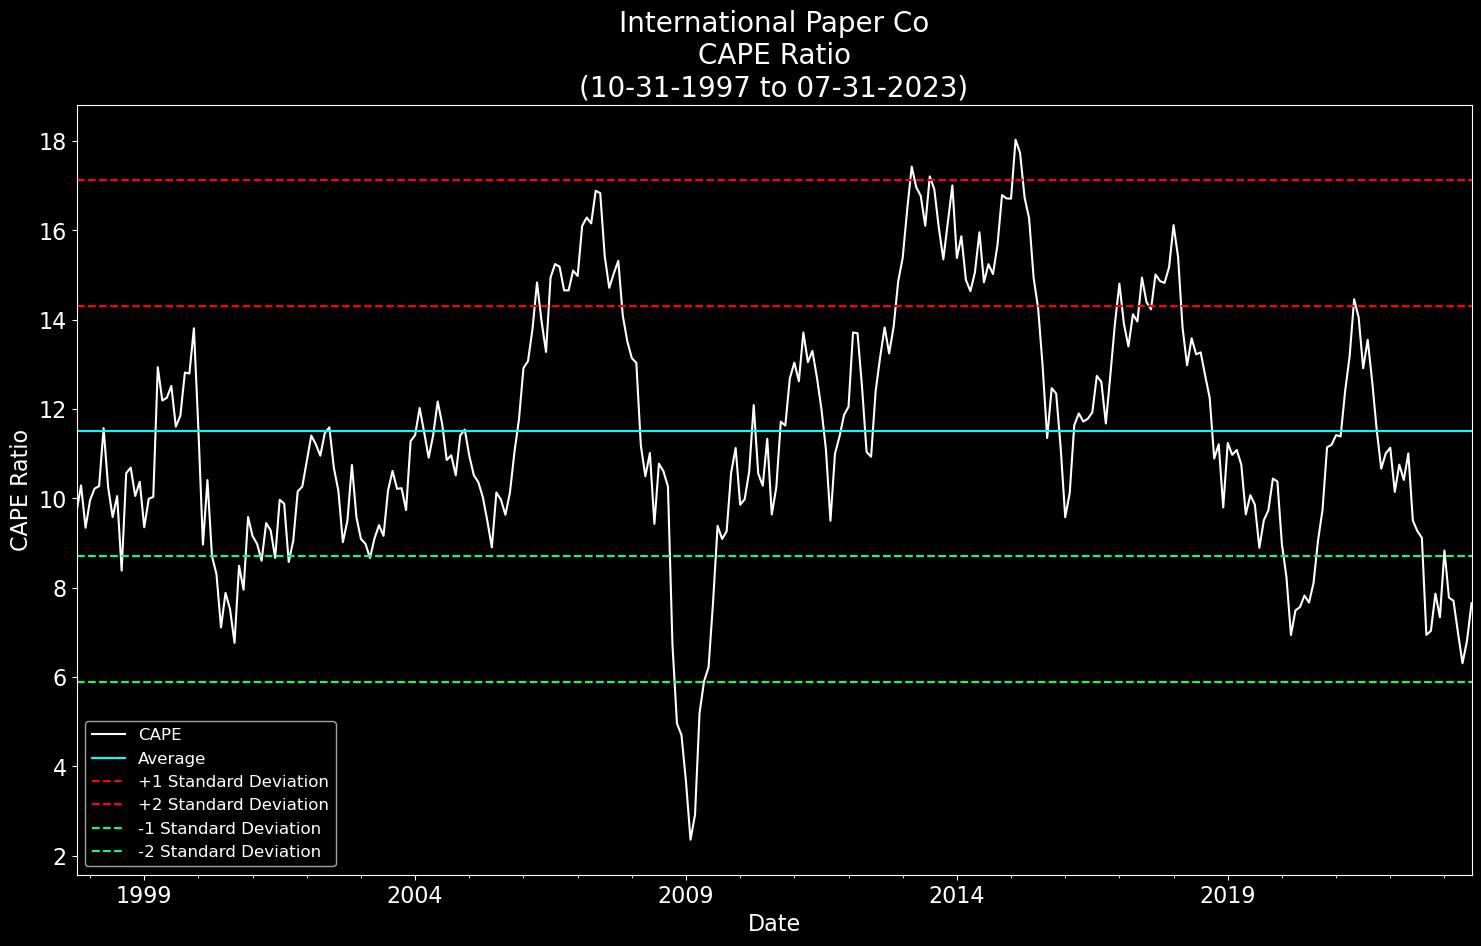 International Paper Co
CAPE Ratio
(10-31-1997 to 07-31-2023)
CAPE Ratio
18
16
14
12
10
8
6
4
2
CAPE
Average
+1 Standard Deviation
+2 Standard Deviation
-1 Standard Deviation
-2 Standard Deviation
1999
2004
2009
2014
2019
Date